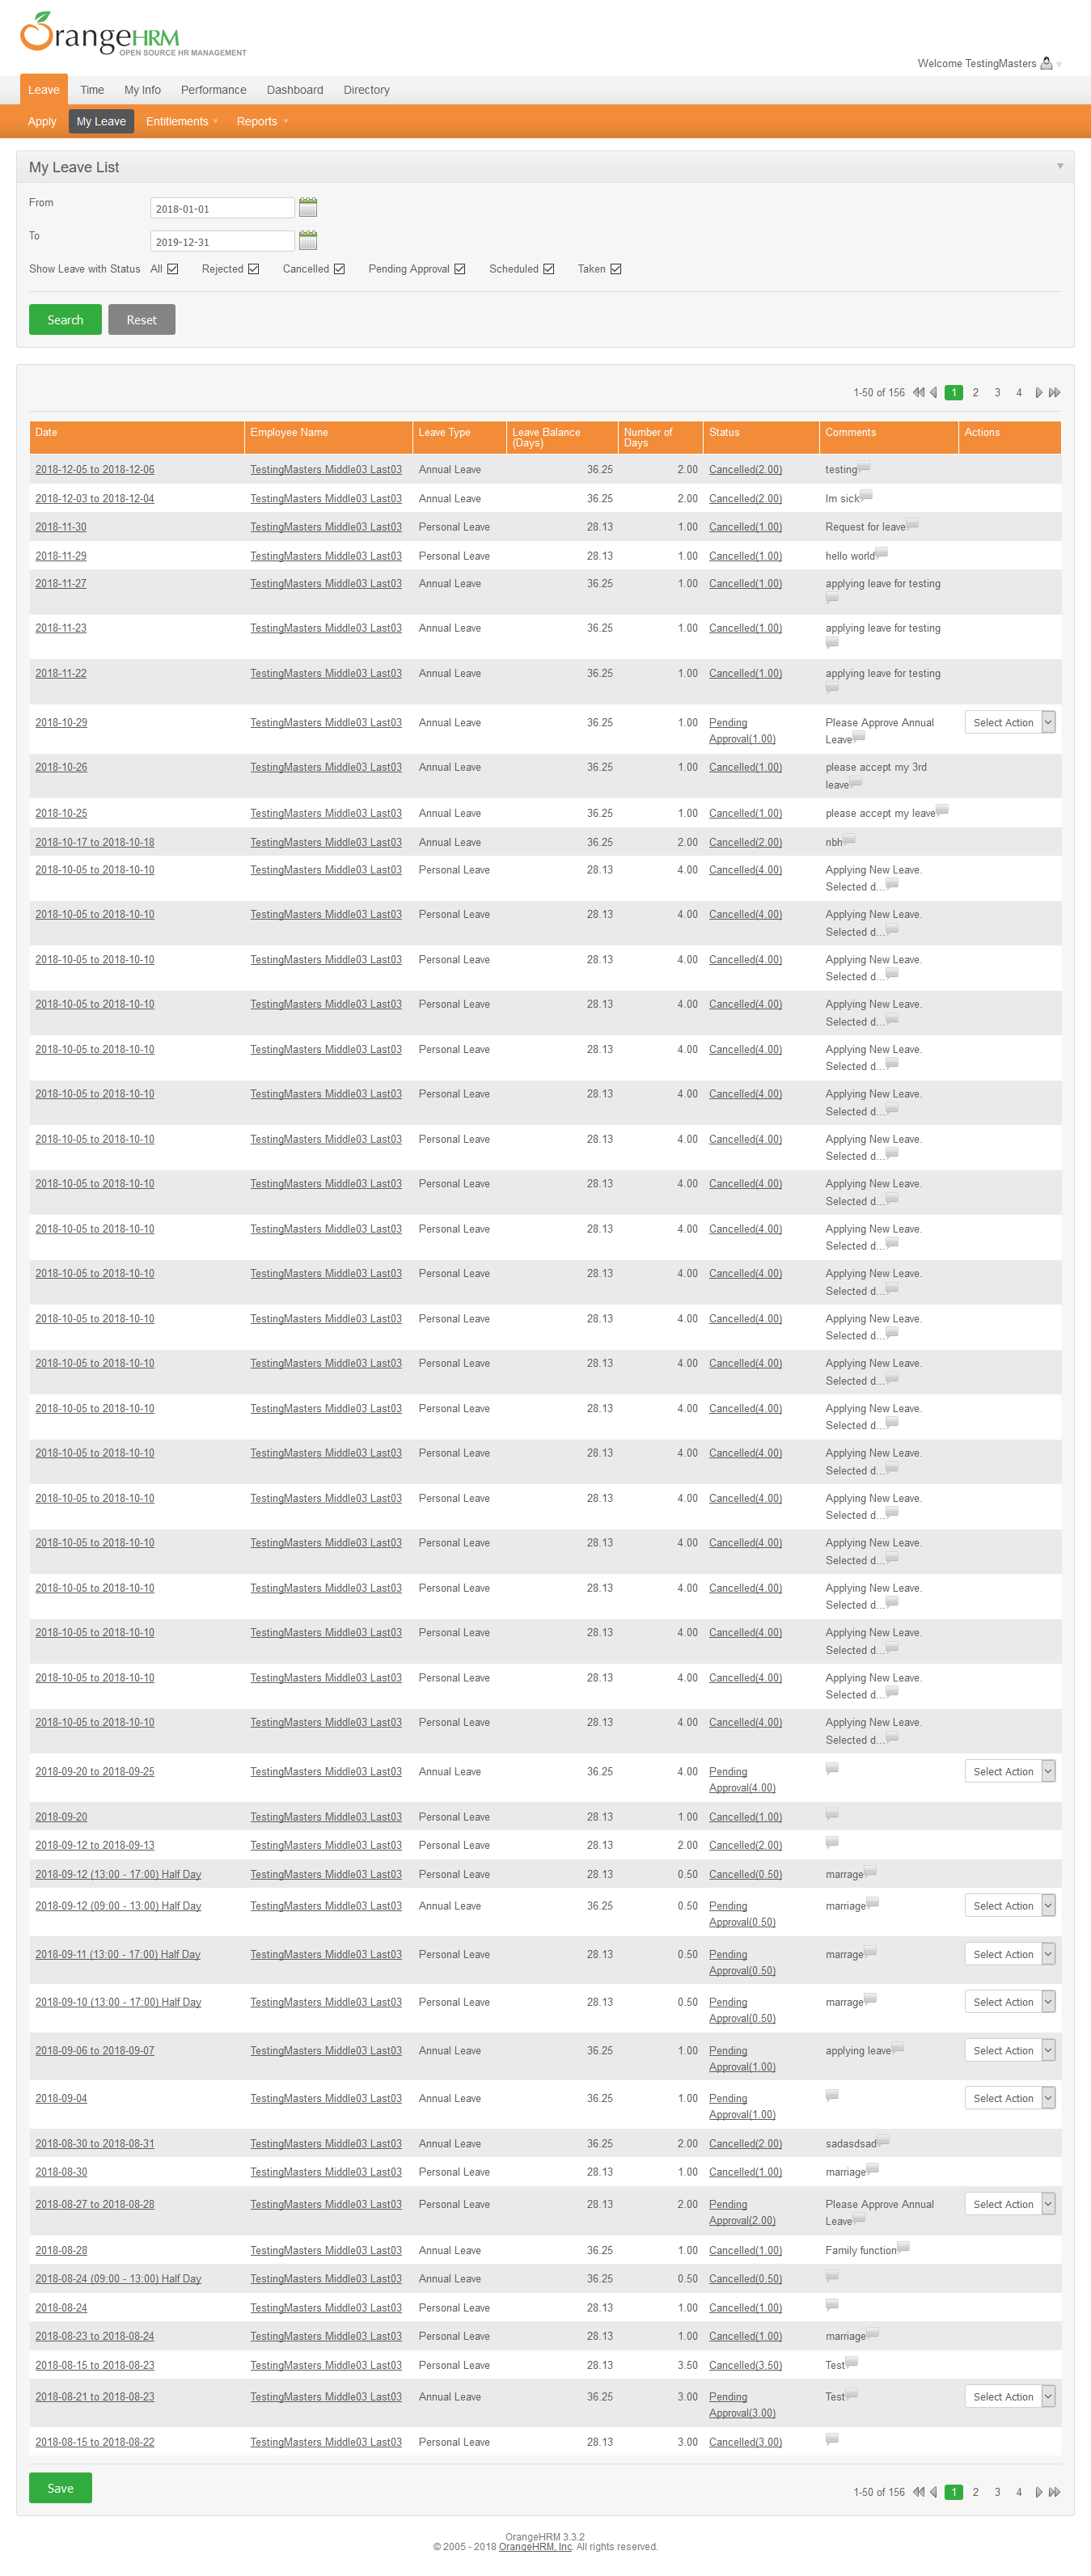 OrangeHRM
OPEN SOURCE HR MANAGEMENT
Welcome TestingMasters
Leave Time My Info Performance Dashboard Directory
Apply My Leave Entitlements Reports
My Leave List
From 2018-01-01
To 2019-12-31
Show Leave with Status All Rejected Cancelled Pending Approval Scheduled Taken
Search Reset
1-50 of 156 1 2 3 4
Date Employee Name Leave Type Leave Balance Number of Status Comments Actions
(Days) Days
2018-12-05 to 2018-12-06 TestingMasters Middle03 Last03 Annual Leave 36.25 2.00 Cancelled(2.00) testing
2018-12-03 to 2018-12-04 TestingMasters Middle03 Last03 Annual Leave 36.25 2.00 Cancelled(2.00) Im sick
2018-11-30 TestingMasters Middle03 Last03 Personal Leave 28.13 1.00 Cancelled(1.00) Request for leave
2018-11-29 TestingMasters Middle03 Last03 Personal Leave 28.13 1.00 Cancelled(1.00) hello world
2018-11-27 TestingMasters Middle03 Last03 Annual Leave 36.25 1.00 Cancelled(1.00) applying leave for testing
2018-11-23 TestingMasters Middle03 Last03 Annual Leave 36.25 1.00 Cancelled(1.00) applying leave for testing
2018-11-22 TestingMasters Middle03 Last03 Annual Leave 36.25 1.00 Cancelled(1.00) applying leave for testing
2018-10-29 TestingMasters Middle03 Last03 Annual Leave 36.25 1.00 Pending Please Approve Annual Select Action
Approval(1.00) Leave
2018-10-26 TestingMasters Middle03 Last03 Annual Leave 36.25 1.00 Cancelled(1.00) please accept my 3rd
leave
2018-10-25 TestingMasters Middle03 Last03 Annual Leave 36.25 1.00 Cancelled(1.00) please accept my leave
2018-10-17 to 2018-10-18 TestingMasters Middle03 Last03 Annual Leave 36.25 2.00 Cancelled(2.00) nbh
2018-10-05 to 2018-10-10 TestingMasters Middle03 Last03 Personal Leave 28.13 4.00 Cancelled(4.00) Applying New Leave.
Selected d...
2018-10-05 to 2018-10-10 TestingMasters Middle03 Last03 Personal Leave 28.13 4.00 Cancelled(4.00) Applying New Leave.
Selected d...
2018-10-05 to 2018-10-10 TestingMasters Middle03 Last03 Personal Leave 28.13 4.00 Cancelled(4.00) Applying New Leave.
Selected d...
2018-10-05 to 2018-10-10 TestingMasters Middle03 Last03 Personal Leave 28.13 4.00 Cancelled(4.00) Applying New Leave.
Selected d...
2018-10-05 to 2018-10-10 TestingMasters Middle03 Last03 Personal Leave 28.13 4.00 Cancelled(4.00) Applying New Leave.
Selected d...
2018-10-05 to 2018-10-10 TestingMasters Middle03 Last03 Personal Leave 28.13 4.00 Cancelled(4.00) Applying New Leave.
Selected d...
2018-10-05 to 2018-10-10 TestingMasters Middle03 Last03 Personal Leave 28.13 4.00 Cancelled(4.00) Applying New Leave.
Selected d...
2018-10-05 to 2018-10-10 TestingMasters Middle03 Last03 Personal Leave 28.13 4.00 Cancelled(4.00) Applying New Leave.
Selected d...
2018-10-05 to 2018-10-10 TestingMasters Middle03 Last03 Personal Leave 28.13 4.00 Cancelled(4.00) Applying New Leave.
Selected d...
2018-10-05 to 2018-10-10 TestingMasters Middle03 Last03 Personal Leave 28.13 4.00 Cancelled(4.00) Applying New Leave.
Selected d...
2018-10-05 to 2018-10-10 TestingMasters Middle03 Last03 Personal Leave 28.13 4.00 Cancelled(4.00) Applying New Leave.
Selected d...
2018-10-05 to 2018-10-10 TestingMasters Middle03 Last03 Personal Leave 28.13 4.00 Cancelled(4.00) Applying New Leave.
Selected d...
2018-10-05 to 2018-10-10 TestingMasters Middle03 Last03 Personal Leave 28.13 4.00 Cancelled(4.00) Applying New Leave.
Selected d...
2018-10-05 to 2018-10-10 TestingMasters Middle03 Last03 Personal Leave 28.13 4.00 Cancelled(4.00) Applying New Leave.
Selected d...
2018-10-05 to 2018-10-10 TestingMasters Middle03 Last03 Personal Leave 28.13 4.00 Cancelled(4.00) Applying New Leave.
Selected d...
2018-10-05 to 2018-10-10 TestingMasters Middle03 Last03 Personal Leave 28.13 4.00 Cancelled(4.00) Applying New Leave.
Selected d...
2018-10-05 to 2018-10-10 TestingMasters Middle03 Last03 Personal Leave 28.13 4.00 Cancelled(4.00) Applying New Leave.
Selected d...
2018-10-05 to 2018-10-10 TestingMasters Middle03 Last03 Personal Leave 28.13 4.00 Cancelled(4.00) Applying New Leave.
Selected d...
2018-10-05 to 2018-10-10 TestingMasters Middle03 Last03 Personal Leave 28.13 4.00 Cancelled(4.00) Applying New Leave.
Selected d...
2018-10-05 to 2018-10-10 TestingMasters Middle03 Last03 Personal Leave 28.13 4.00 Cancelled(4.00) Applying New Leave.
Selected d...
2018-09-20 to 2018-09-25 TestingMasters Middle03 Last03 Annual Leave 36.25 4.00 Pending Select Action
Approval(4.00)
2018-09-20 TestingMasters Middle03 Last03 Personal Leave 28.13 1.00 Cancelled(1.00)
2018-09-12 to 2018-09-13 TestingMasters Middle03 Last03 Personal Leave 28.13 2.00 Cancelled(2.00)
2018-09-12 (13:00 - 17:00) Half Day TestingMasters Middle03 Last03 Personal Leave 28.13 0.50 Cancelled(0.50) marrage
2018-09-12 (09:00 - 13:00) Half Day TestingMasters Middle03 Last03 Annual Leave 36.25 0.50 Pending marriage Select Action
Approval(0.50)
2018-09-11 (13:00 - 17:00) Half Day TestingMasters Middle03 Last03 Personal Leave 28.13 0.50 Pending marrage Select Action
Approval(0.50)
2018-09-10 (13:00 - 17:00) Half Day TestingMasters Middle03 Last03 Personal Leave 28.13 0.50 Pending marrage Select Action
Approval(0.50)
2018-09-06 to 2018-09-07 TestingMasters Middle03 Last03 Annual Leave 36.25 1.00 Pending applying leave Select Action
Approval(1.00)
2018-09-04 TestingMasters Middle03 Last03 Annual Leave 36.25 1.00 Pending Select Action
Approval(1.00)
2018-08-30 to 2018-08-31 TestingMasters Middle03 Last03 Annual Leave 36.25 2.00 Cancelled(2.00) sadasdsad
2018-08-30 TestingMasters Middle03 Last03 Personal Leave 28.13 1.00 Cancelled(1.00) marriage
2018-08-27 to 2018-08-28 TestingMasters Middle03 Last03 Personal Leave 28.13 2.00 Pending Please Approve Annual Select Action
Approval(2.00) Leave
2018-08-28 TestingMasters Middle03 Last03 Annual Leave 36.25 1.00 Cancelled(1.00) Family function
2018-08-24 (09:00 - 13:00) Half Day TestingMasters Middle03 Last03 Annual Leave 36.25 0.50 Cancelled(0.50)
2018-08-24 TestingMasters Middle03 Last03 Personal Leave 28.13 1.00 Cancelled(1.00)
2018-08-23 to 2018-08-24 TestingMasters Middle03 Last03 Personal Leave 28.13 1.00 Cancelled(1.00) marriage
2018-08-15 to 2018-08-23 TestingMasters Middle03 Last03 Personal Leave 28.13 3.50 Cancelled(3.50) Test
2018-08-21 to 2018-08-23 TestingMasters Middle03 Last03 Annual Leave 36.25 3.00 Pending Test Select Action
Approval(3.00)
2018-08-15 to 2018-08-22 TestingMasters Middle03 Last03 Personal Leave 28.13 3.00 Cancelled(3.00)
Save 1-50 of 156 1 2 3 4
OrangeHRM 3.3.2
© 2005 - 2018 OrangeHRM, Inc. All rights reserved.